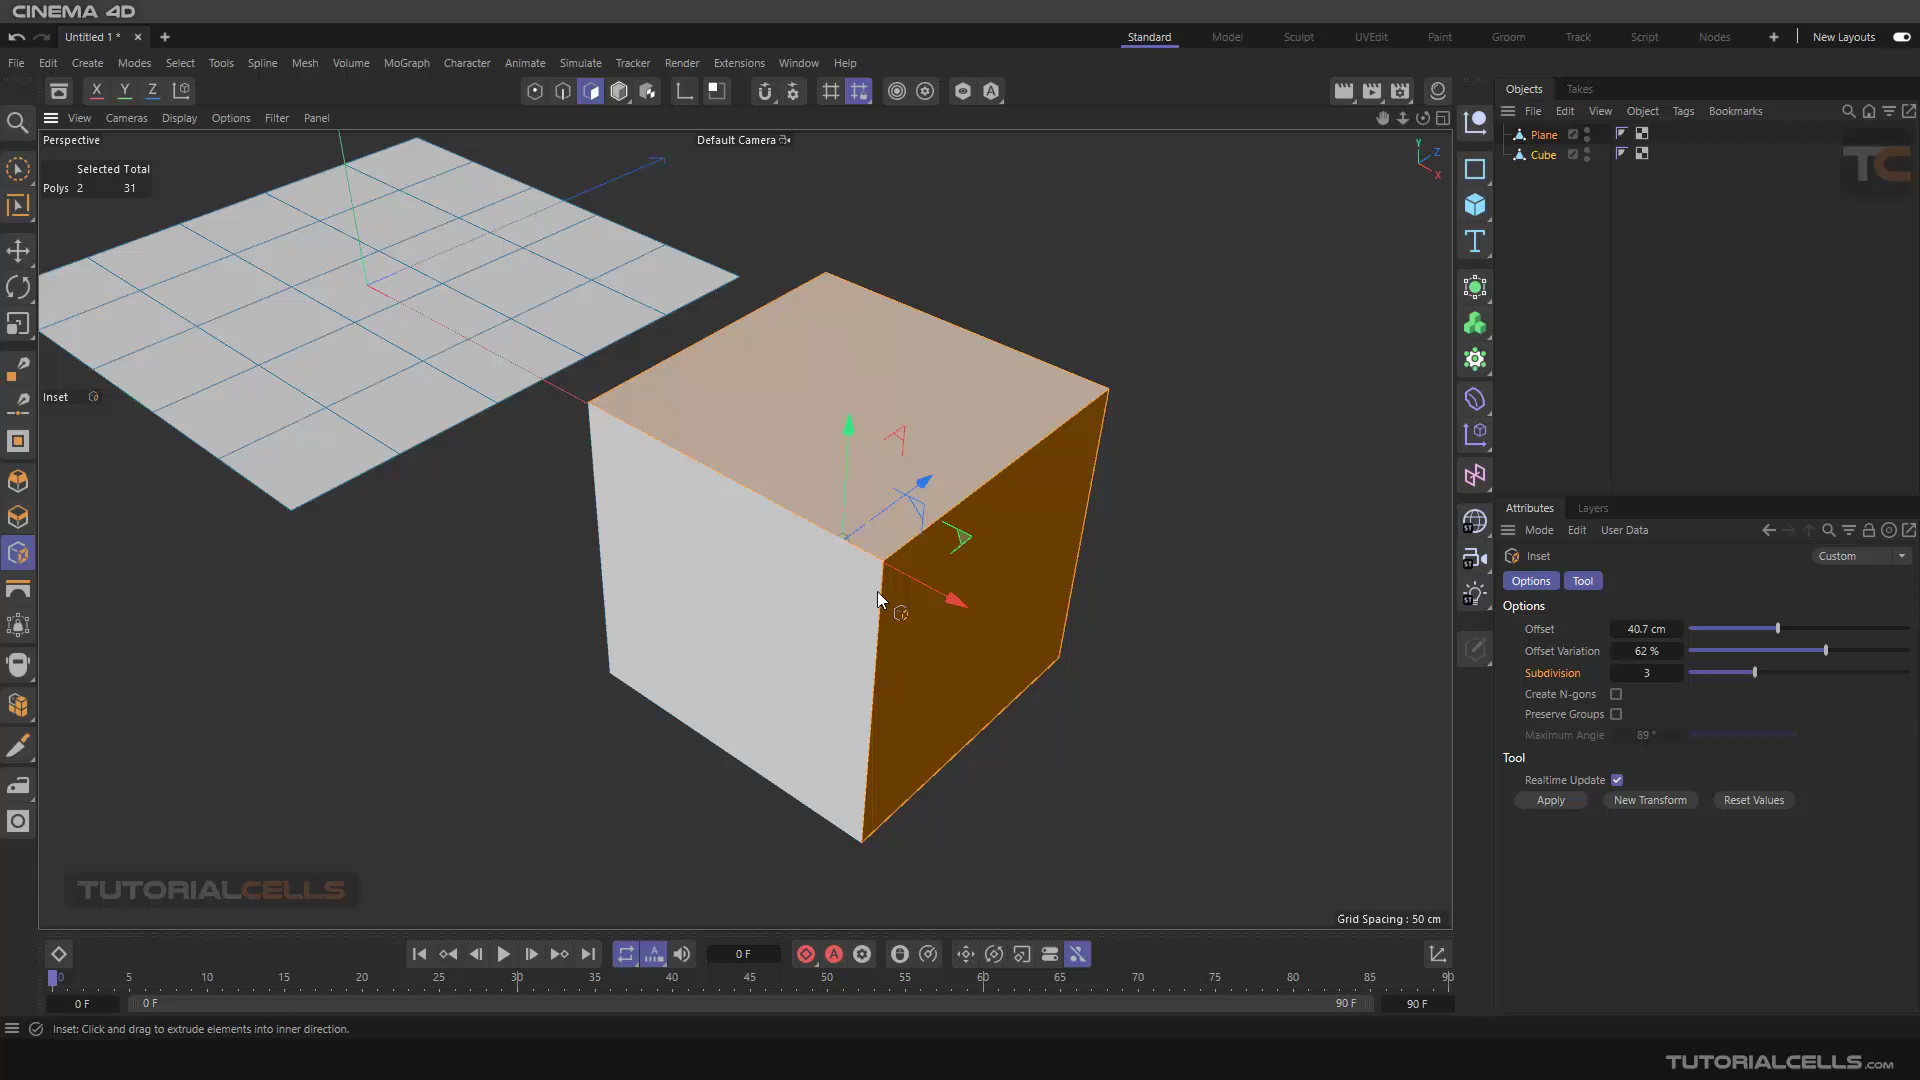 CINEMA 4D
Untitled 1 *
Standard
Model
Sculpt
UVEdit
Paint
Groom
Track
Script
Nodes
New Layouts
File Edit Create Modes Select Tools Spline Mesh Volume MoGraph Character Animate Simulate Tracker Render Extensions Window Help
X Y Z
Objects Takes
View Cameras Display Options Filter Panel
File Edit View Object Tags Bookmarks
Perspective
Default Camera
Plane
Cube
Y
Z
X
TC
Selected Total
Polys 2 31
Inset
Attributes Layers
Mode Edit User Data
Inset
Custom
Options Tool
Options
Offset 40.7 cm
Offset Variation 62 %
Subdivision 3
Create N-gons
Preserve Groups
Maximum Angle 89 °
Tool
Realtime Update
Apply New Transform Reset Values
TUTORIALCELLS
Grid Spacing : 50 cm
0 F
0 5 10 15 20 25 30 35 40 45 50 55 60 65 70 75 80 85 90
0 F 0 F 90 F 90 F
Inset: Click and drag to extrude elements into inner direction.
TUTORIALCELLS.COM